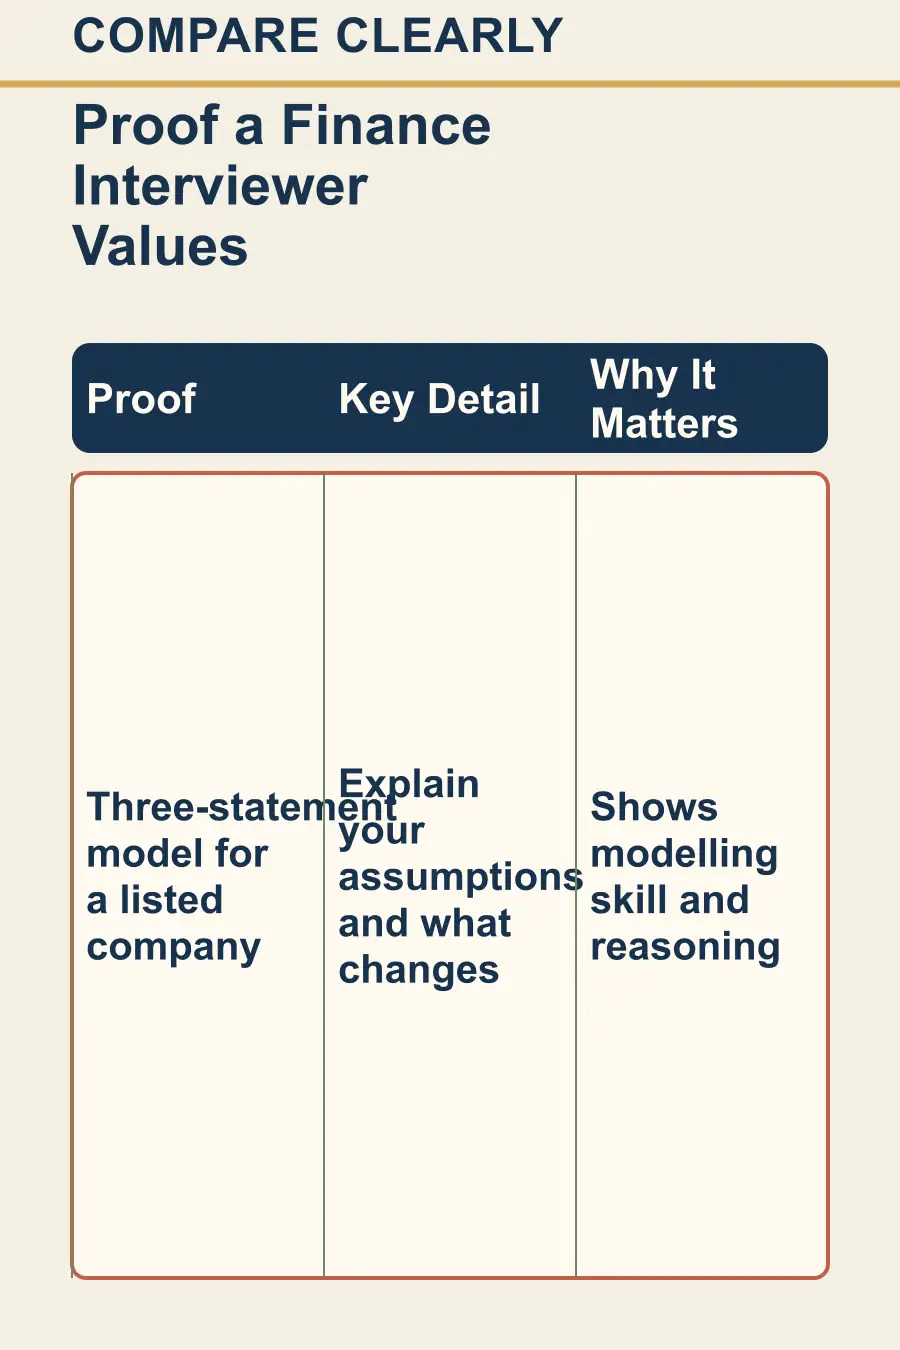 COMPARE CLEARLY
Proof a Finance
Interviewer
Values
Proof
Key Detail
Why It
Matters
Three-statement
model for
a listed
company
Explain
your
assumptions
and what
changes
Shows
modelling
skill and
reasoning